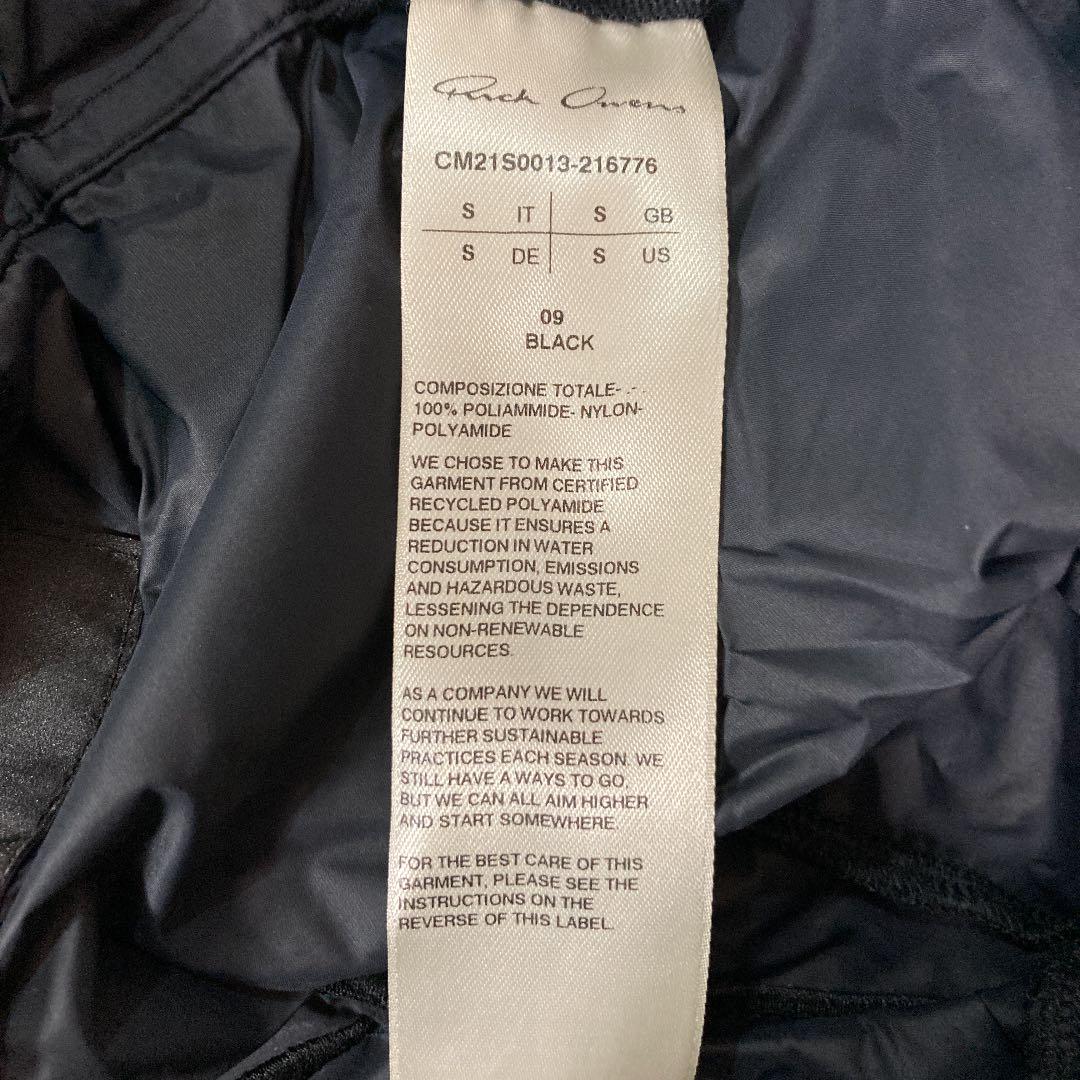 Rick Owens
CM21S0013-216776
S IT S GB
S DE S US
09
BLACK
COMPOSIZIONE TOTALE- .- .
100% POLIAMMIDE- NYLON-
POLYAMIDE
WE CHOSE TO MAKE THIS
GARMENT FROM CERTIFIED
RECYCLED POLYAMIDE
BECAUSE IT ENSURES A
REDUCTION IN WATER
CONSUMPTION, EMISSIONS
AND HAZARDOUS WASTE,
LESSENING THE DEPENDENCE
ON NON-RENEWABLE
RESOURCES.
AS A COMPANY WE WILL
CONTINUE TO WORK TOWARDS
FURTHER SUSTAINABLE
PRACTICES EACH SEASON. WE
STILL HAVE A WAYS TO GO,
BUT WE CAN ALL AIM HIGHER
AND START SOMEWHERE.
FOR THE BEST CARE OF THIS
GARMENT, PLEASE SEE THE
INSTRUCTIONS ON THE
REVERSE OF THIS LABEL.